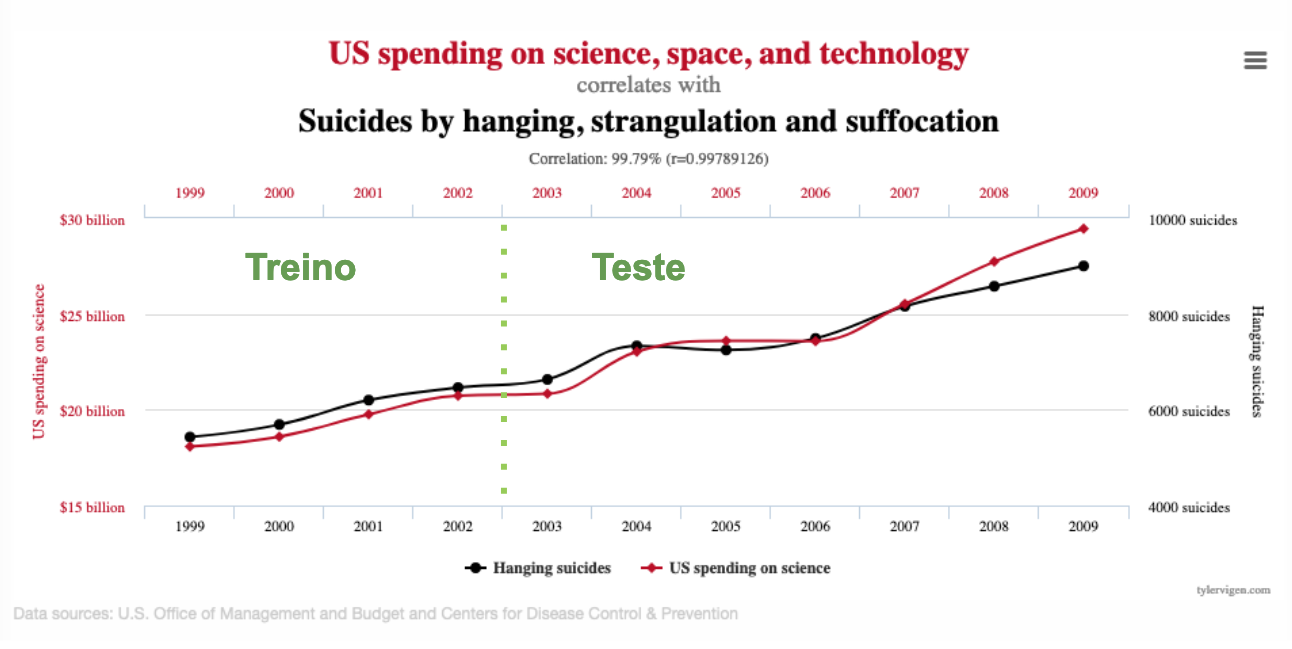 US spending on science, space, and technology
correlates with
Suicides by hanging, strangulation and suffocation
Correlation: 99.79% (r=0.99789126)
1999 2000 2001 2002 2003 2004 2005 2006 2007 2008 2009
$30 billion 10000 suicides
Treino Teste
$25 billion 8000 suicides
US spending on science
Hanging suicides
$20 billion 6000 suicides
$15 billion 4000 suicides
1999 2000 2001 2002 2003 2004 2005 2006 2007 2008 2009
Hanging suicides US spending on science
tylervigen.com
Data sources: U.S. Office of Management and Budget and Centers for Disease Control & Prevention